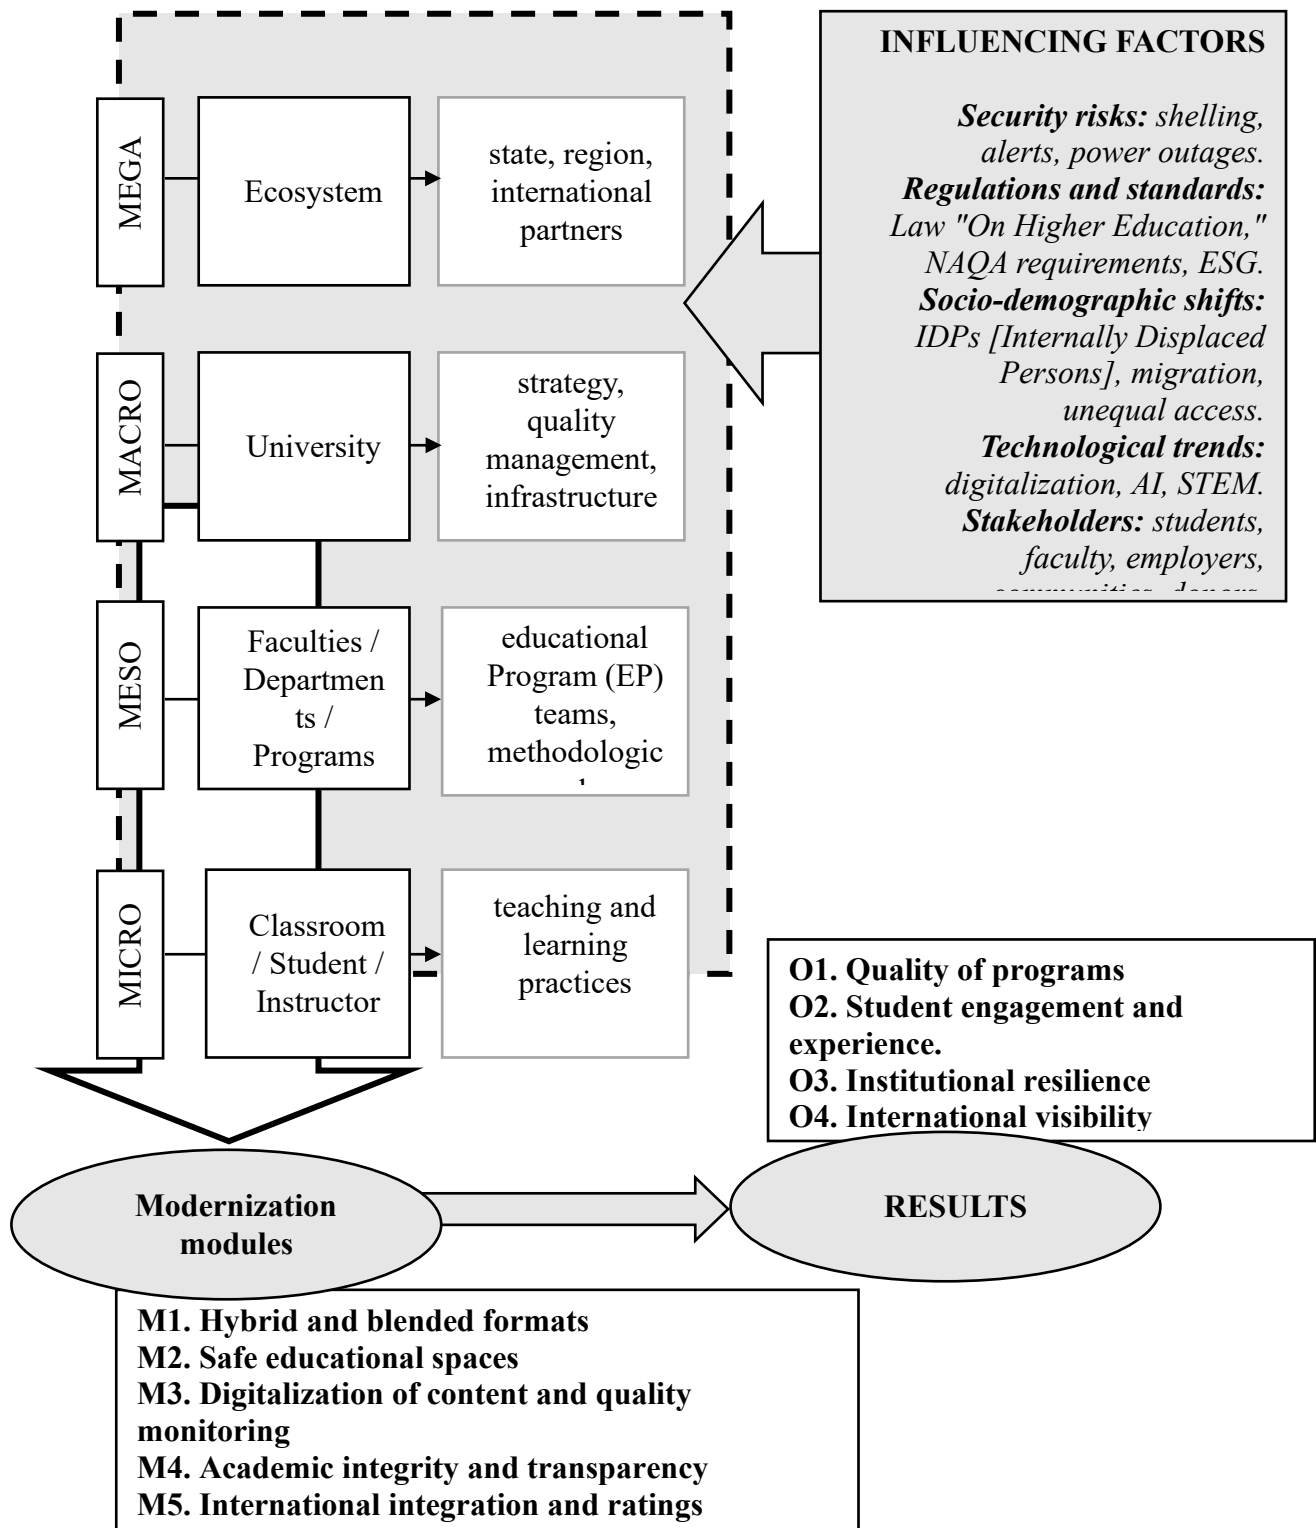 INFLUENCING FACTORS
Security risks: shelling,
alerts, power outages.
Regulations and standards:
Law "On Higher Education,"
NAQA requirements, ESG.
Socio-demographic shifts:
IDPs [Internally Displaced
Persons], migration,
unequal access.
Technological trends:
digitalization, AI, STEM.
Stakeholders: students,
faculty, employers,
communities, donors
MEGA
Ecosystem
state, region,
international
partners
MACRO
University
strategy,
quality
management,
infrastructure
MESO
Faculties /
Departmen
ts /
Programs
educational
Program (EP)
teams,
methodologic
MICRO
Classroom
/ Student /
Instructor
teaching and
learning
practices
O1. Quality of programs
O2. Student engagement and
experience.
O3. Institutional resilience
O4. International visibility
Modernization
modules
RESULTS
M1. Hybrid and blended formats
M2. Safe educational spaces
M3. Digitalization of content and quality
monitoring
M4. Academic integrity and transparency
M5. International integration and ratings